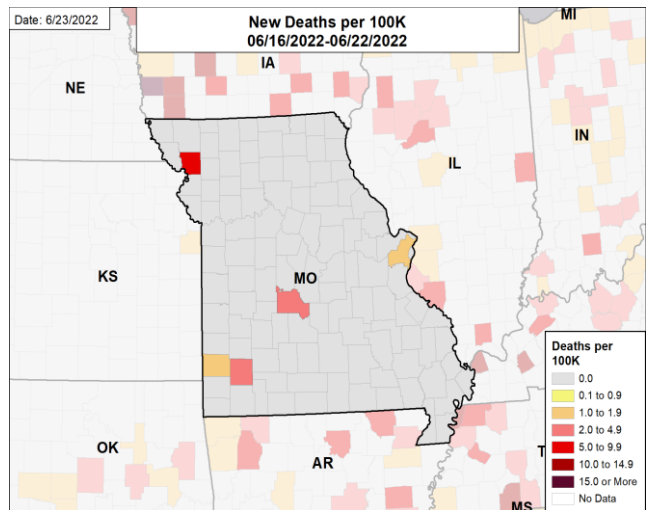 Date: 6/23/2022
New Deaths per 100K
06/16/2022-06/22/2022
MI
IA
NE
IN
IL
KS
MO
Deaths per
100K
0.0
0.1 to 0.9
1.0 to 1.9
2.0 to 4.9
5.0 to 9.9
10.0 to 14.9
15.0 or More
No Data
OK
AR
T
MS